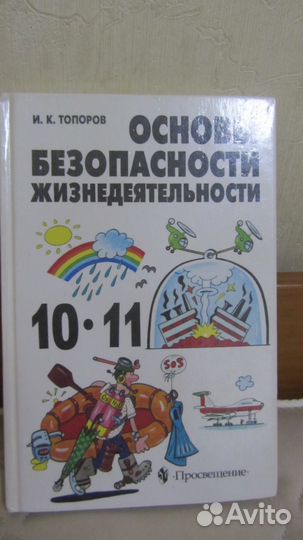 И. К. ТОПОРОВ
ОСНОВЫ
БЕЗОПАСНОСТИ
ЖИЗНЕДЕЯТЕЛЬНОСТИ
10·11
SOS
«Просвещение»
Avito